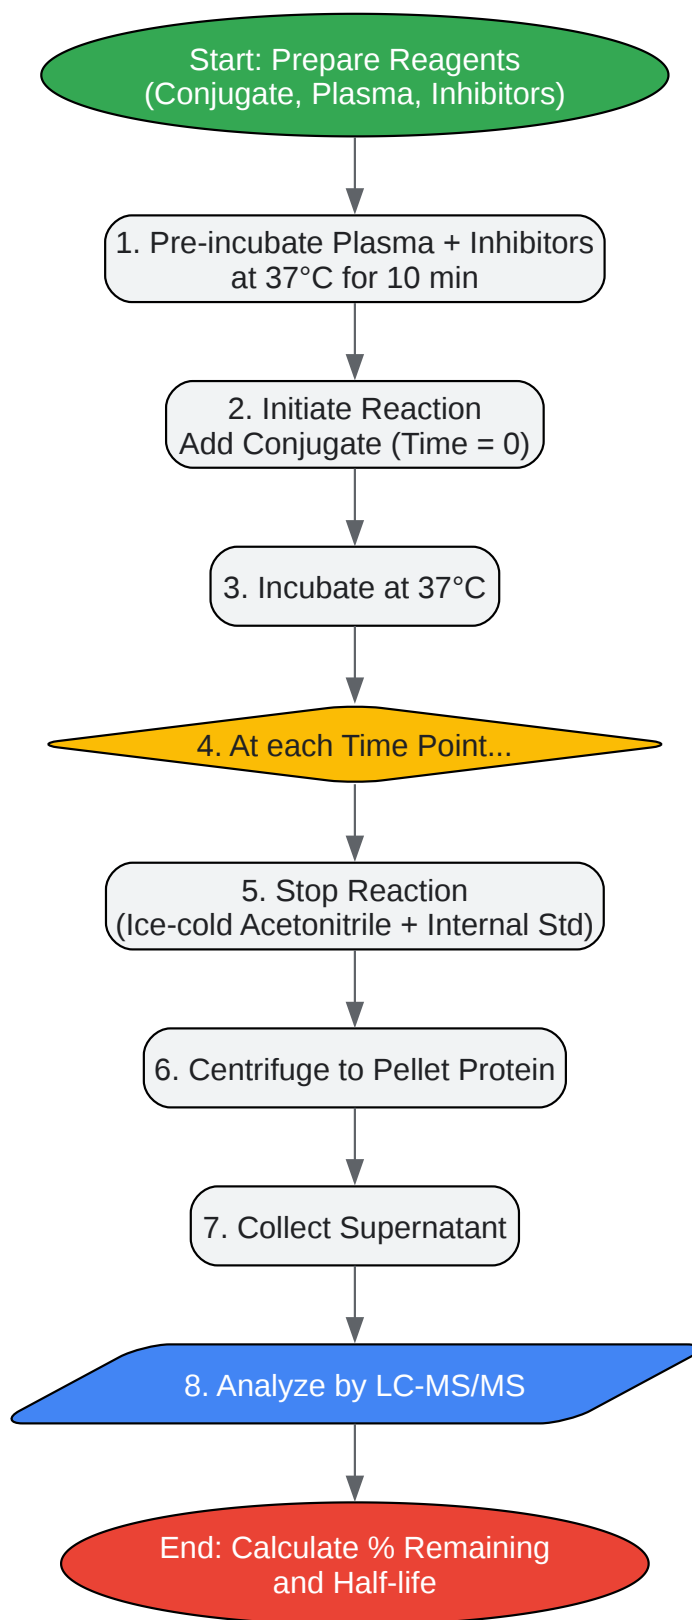 Start: Prepare Reagents
(Conjugate, Plasma, Inhibitors)
1. Pre-incubate Plasma + Inhibitors
at 37°C for 10 min
2. Initiate Reaction
Add Conjugate (Time = 0)
3. Incubate at 37°C
4. At each Time Point...
5. Stop Reaction
(Ice-cold Acetonitrile + Internal Std)
6. Centrifuge to Pellet Protein
7. Collect Supernatant
8. Analyze by LC-MS/MS
End: Calculate % Remaining
and Half-life